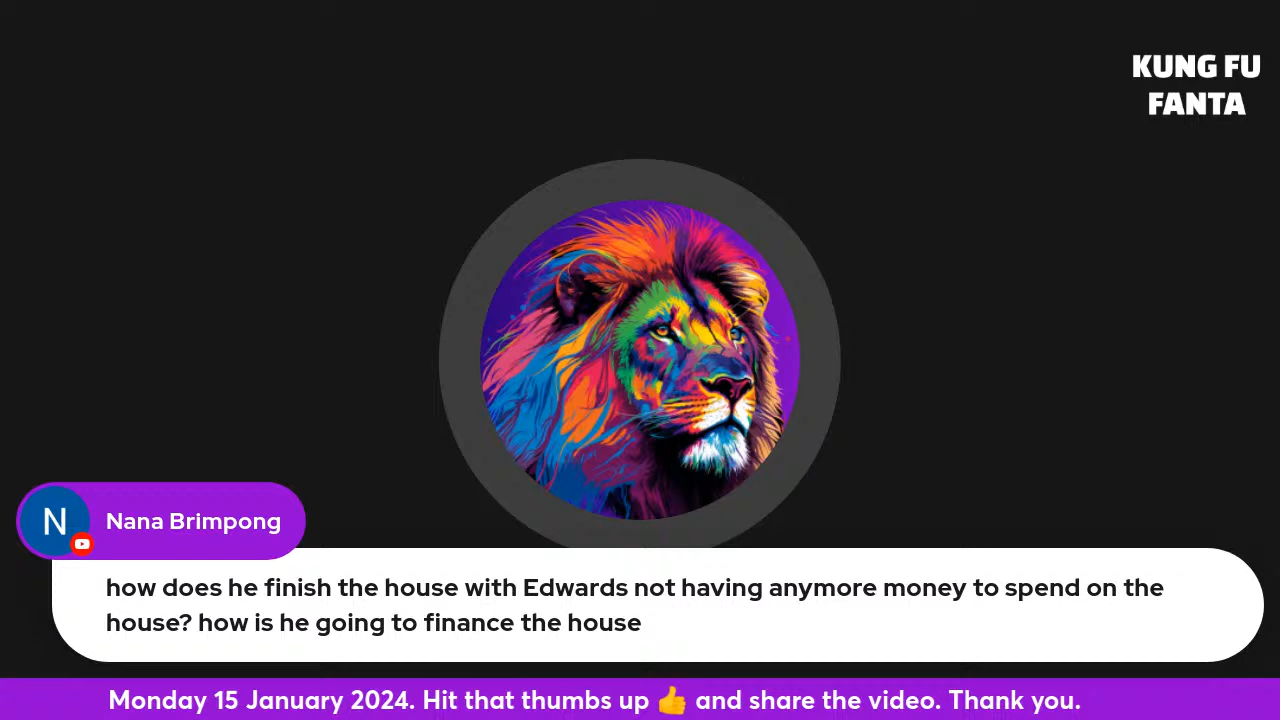 KUNG FU
FANTA
N
Nana Brimpong
how does he finish the house with Edwards not having anymore money to spend on the
house? how is he going to finance the house
Monday 15 January 2024. Hit that thumbs up 👍 and share the video. Thank you.